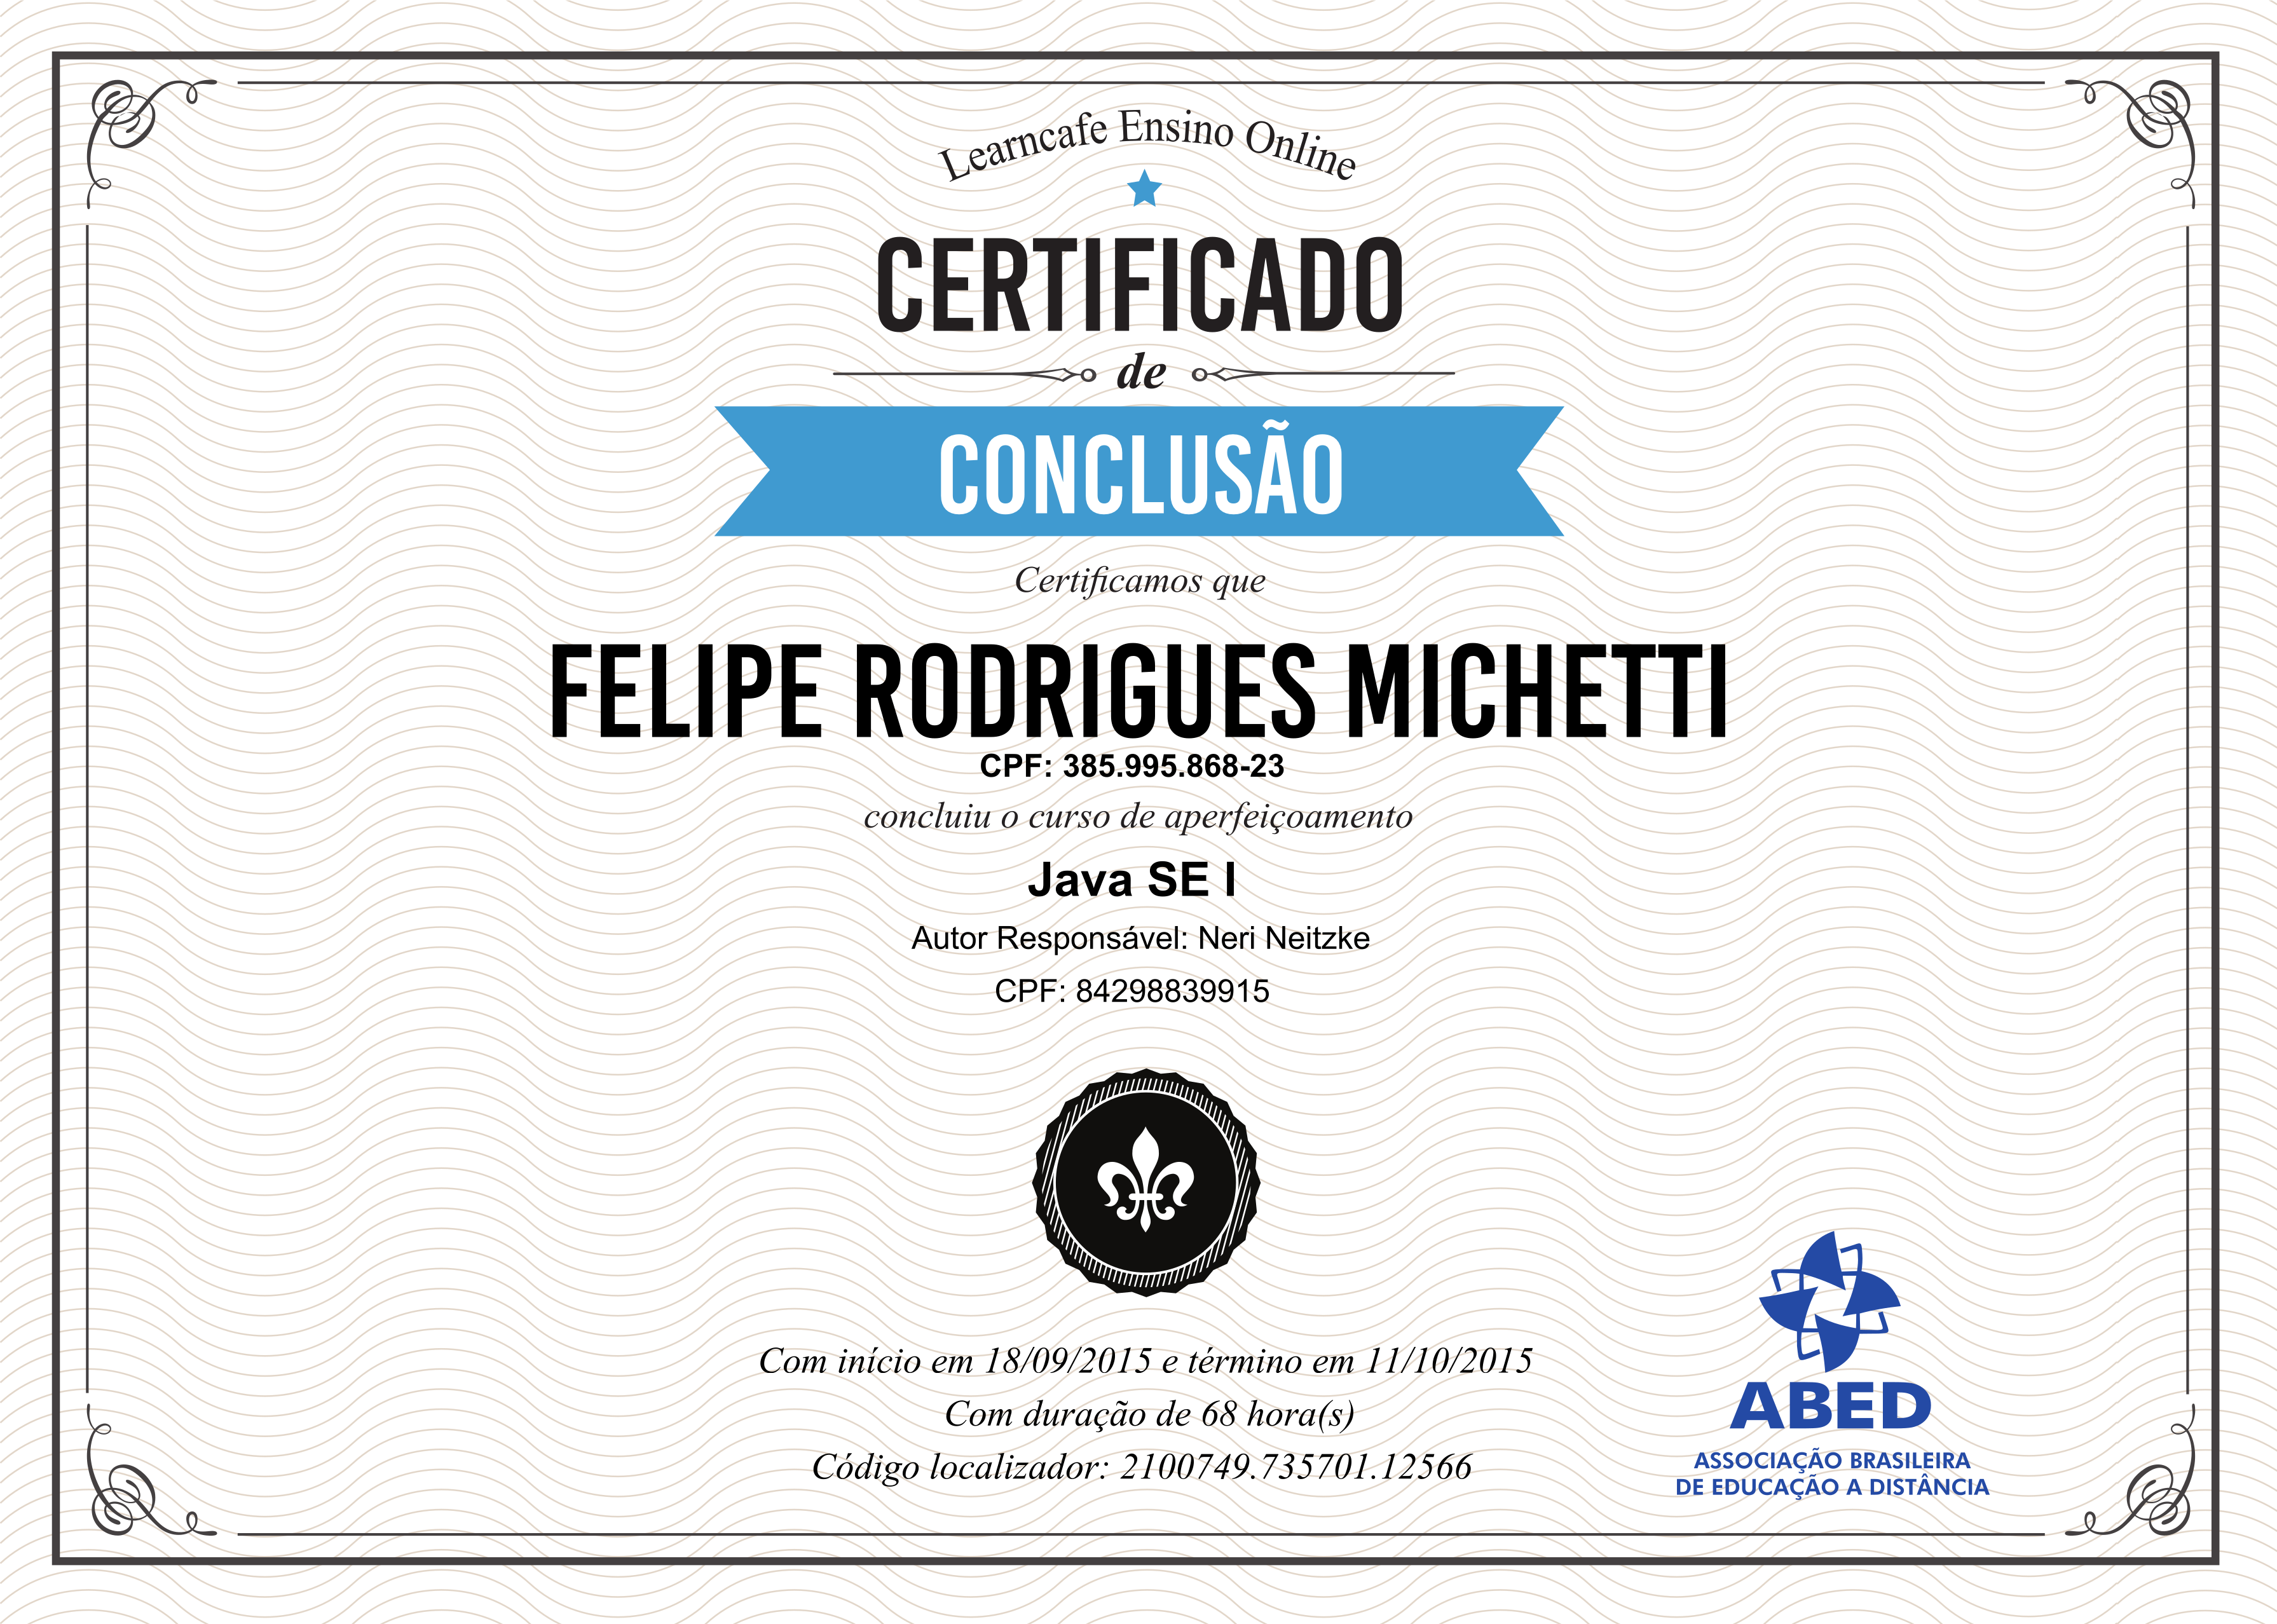 Learncafe Ensino Online
CERTIFICADO
de
CONCLUSÃO
Certificamos que
FELIPE RODRIGUES MICHETTI
CPF: 385.995.868-23
concluiu o curso de aperfeiçoamento
Java SE I
Autor Responsável: Neri Neitzke
CPF: 84298839915
Com início em 18/09/2015 e término em 11/10/2015
Com duração de 68 hora(s)
Código localizador: 2100749.735701.12566
ABED
ASSOCIAÇÃO BRASILEIRA
DE EDUCAÇÃO A DISTÂNCIA